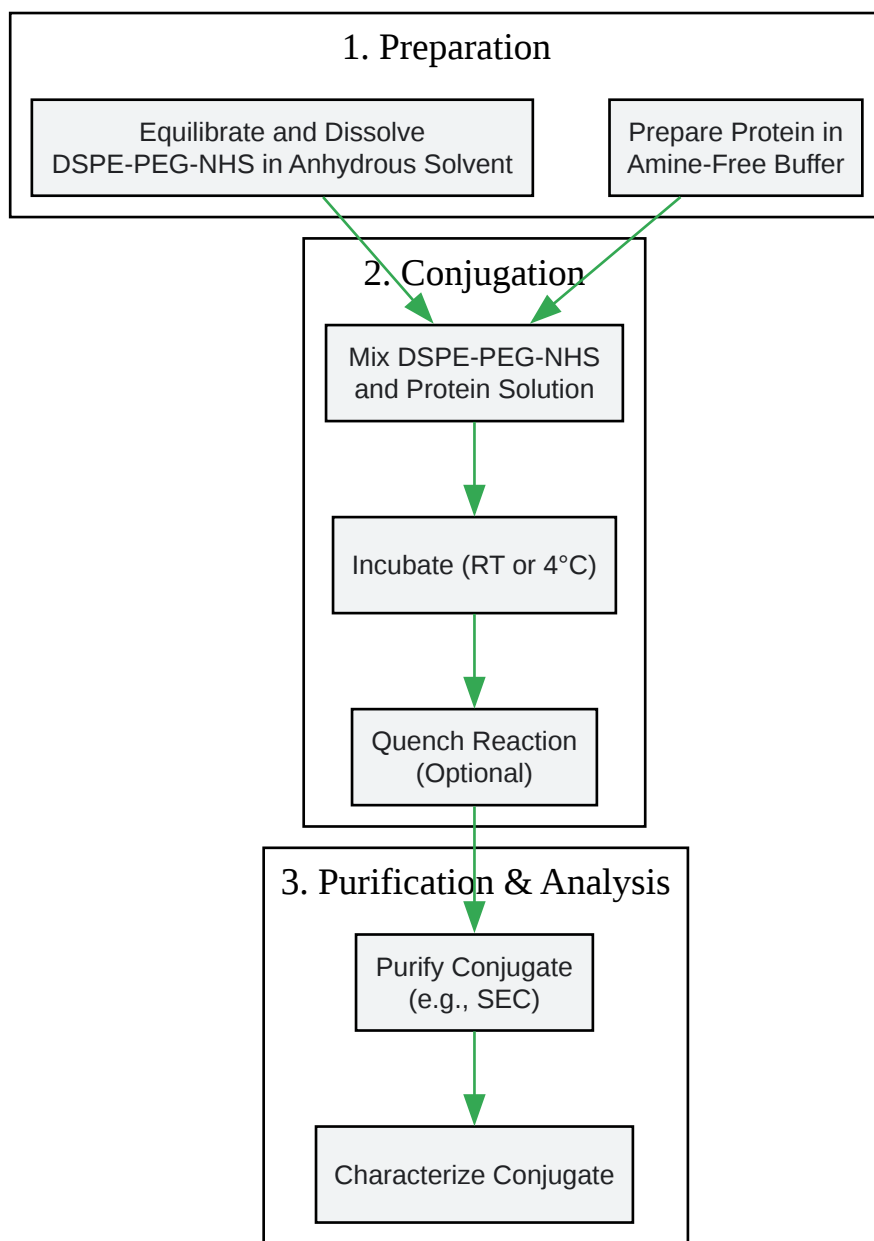 1. Preparation
Equilibrate and Dissolve
DSPE-PEG-NHS in Anhydrous Solvent
Prepare Protein in
Amine-Free Buffer
2. Conjugation
Mix DSPE-PEG-NHS
and Protein Solution
Incubate (RT or 4°C)
Quench Reaction
(Optional)
3. Purification & Analysis
Purify Conjugate
(e.g., SEC)
Characterize Conjugate